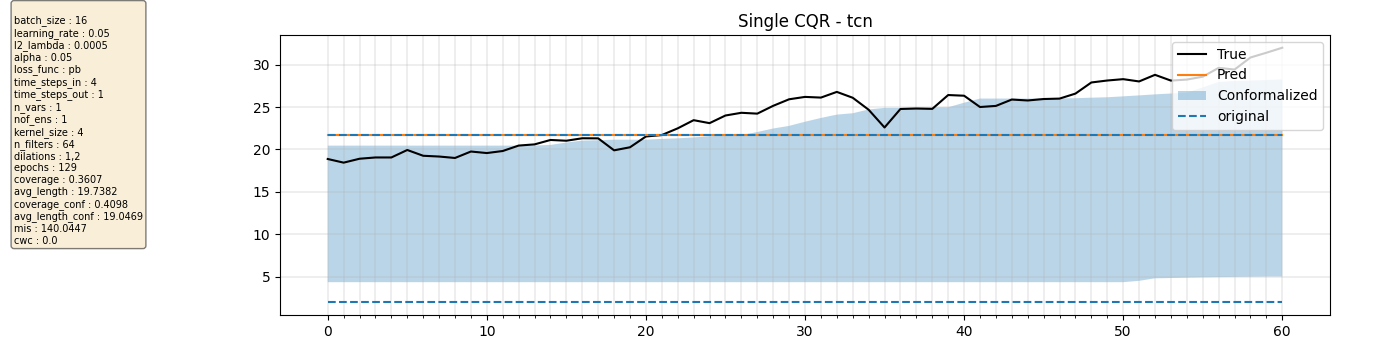 batch_size : 16
learning_rate : 0.05
l2_lambda : 0.0005
alpha : 0.05
loss_func : pb
time_steps_in : 4
time_steps_out : 1
n_vars : 1
nof_ens : 1
kernel_size : 4
n_filters : 64
dilations : 1,2
epochs : 129
coverage : 0.3607
avg_length : 19.7382
coverage_conf : 0.4098
avg_length_conf : 19.0469
mis : 140.0447
cwc : 0.0
Single CQR - tcn
True
Pred
Conformalized
original
30
25
20
15
10
5
0 10 20 30 40 50 60